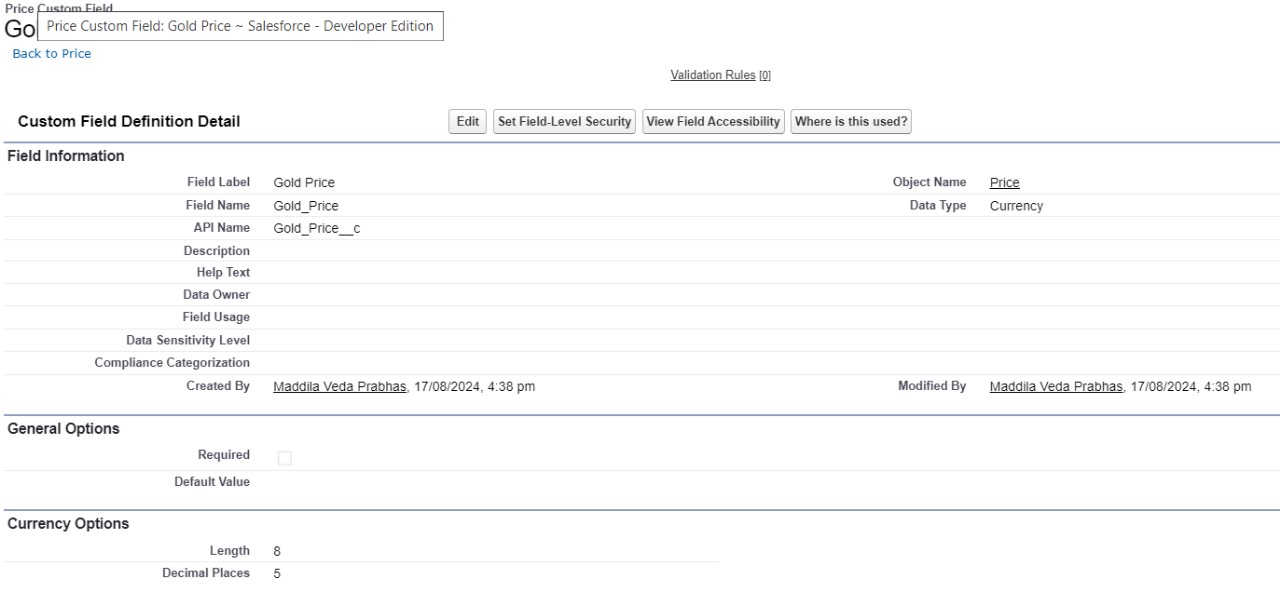 Price Custom Field
Go
Price Custom Field: Gold Price ~ Salesforce - Developer Edition
Back to Price
Validation Rules [0]
Custom Field Definition Detail Edit Set Field-Level Security View Field Accessibility Where is this used?
Field Information
Field Label Gold Price Object Name Price
Field Name Gold_Price Data Type Currency
API Name Gold_Price__c
Description
Help Text
Data Owner
Field Usage
Data Sensitivity Level
Compliance Categorization
Created By Maddila Veda Prabhas, 17/08/2024, 4:38 pm Modified By Maddila Veda Prabhas, 17/08/2024, 4:38 pm
General Options
Required
Default Value
Currency Options
Length 8
Decimal Places 5